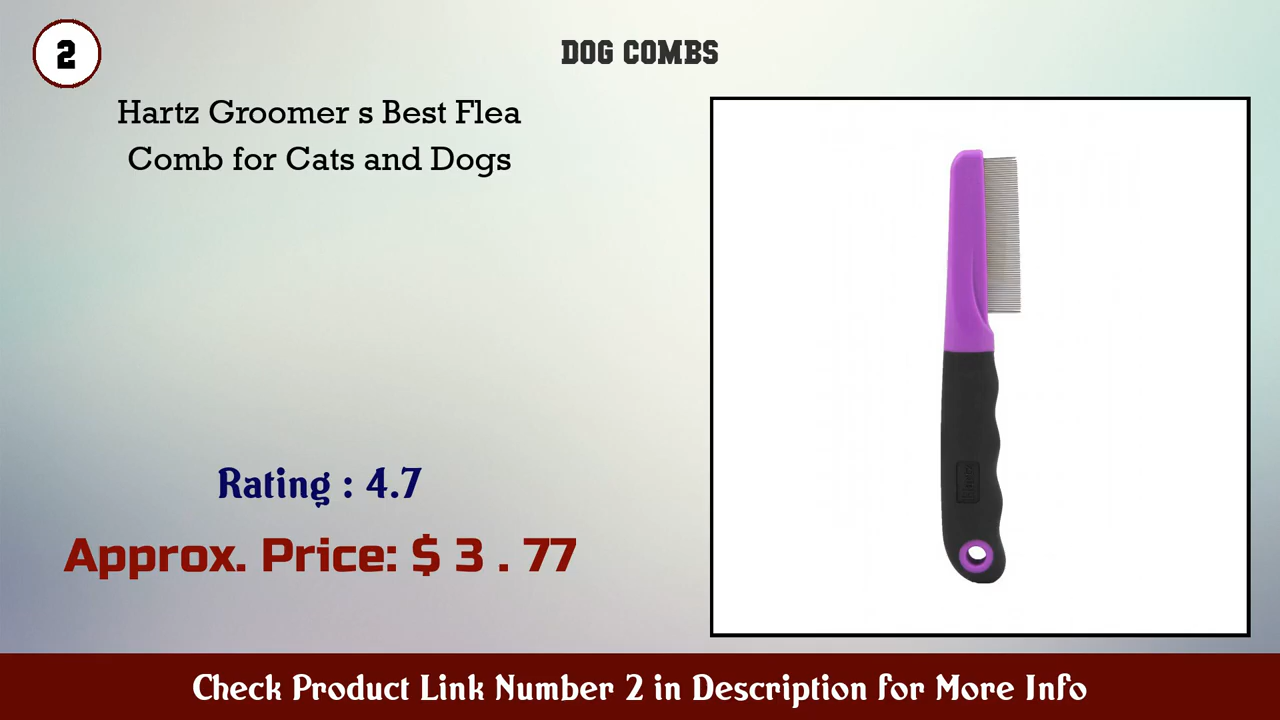 2
DOG COMBS
Hartz Groomer s Best Flea
Comb for Cats and Dogs
Rating : 4.7
Approx. Price: $ 3 . 77
Check Product Link Number 2 in Description for More Info